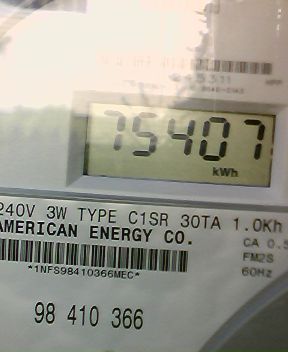 75407
kWh
240V 3W TYPE C1SR 30TA 1.0Kh
AMERICAN ENERGY CO.
CA 0.5
FM2S
60Hz
*1NFS98410366MEC*
98 410 366